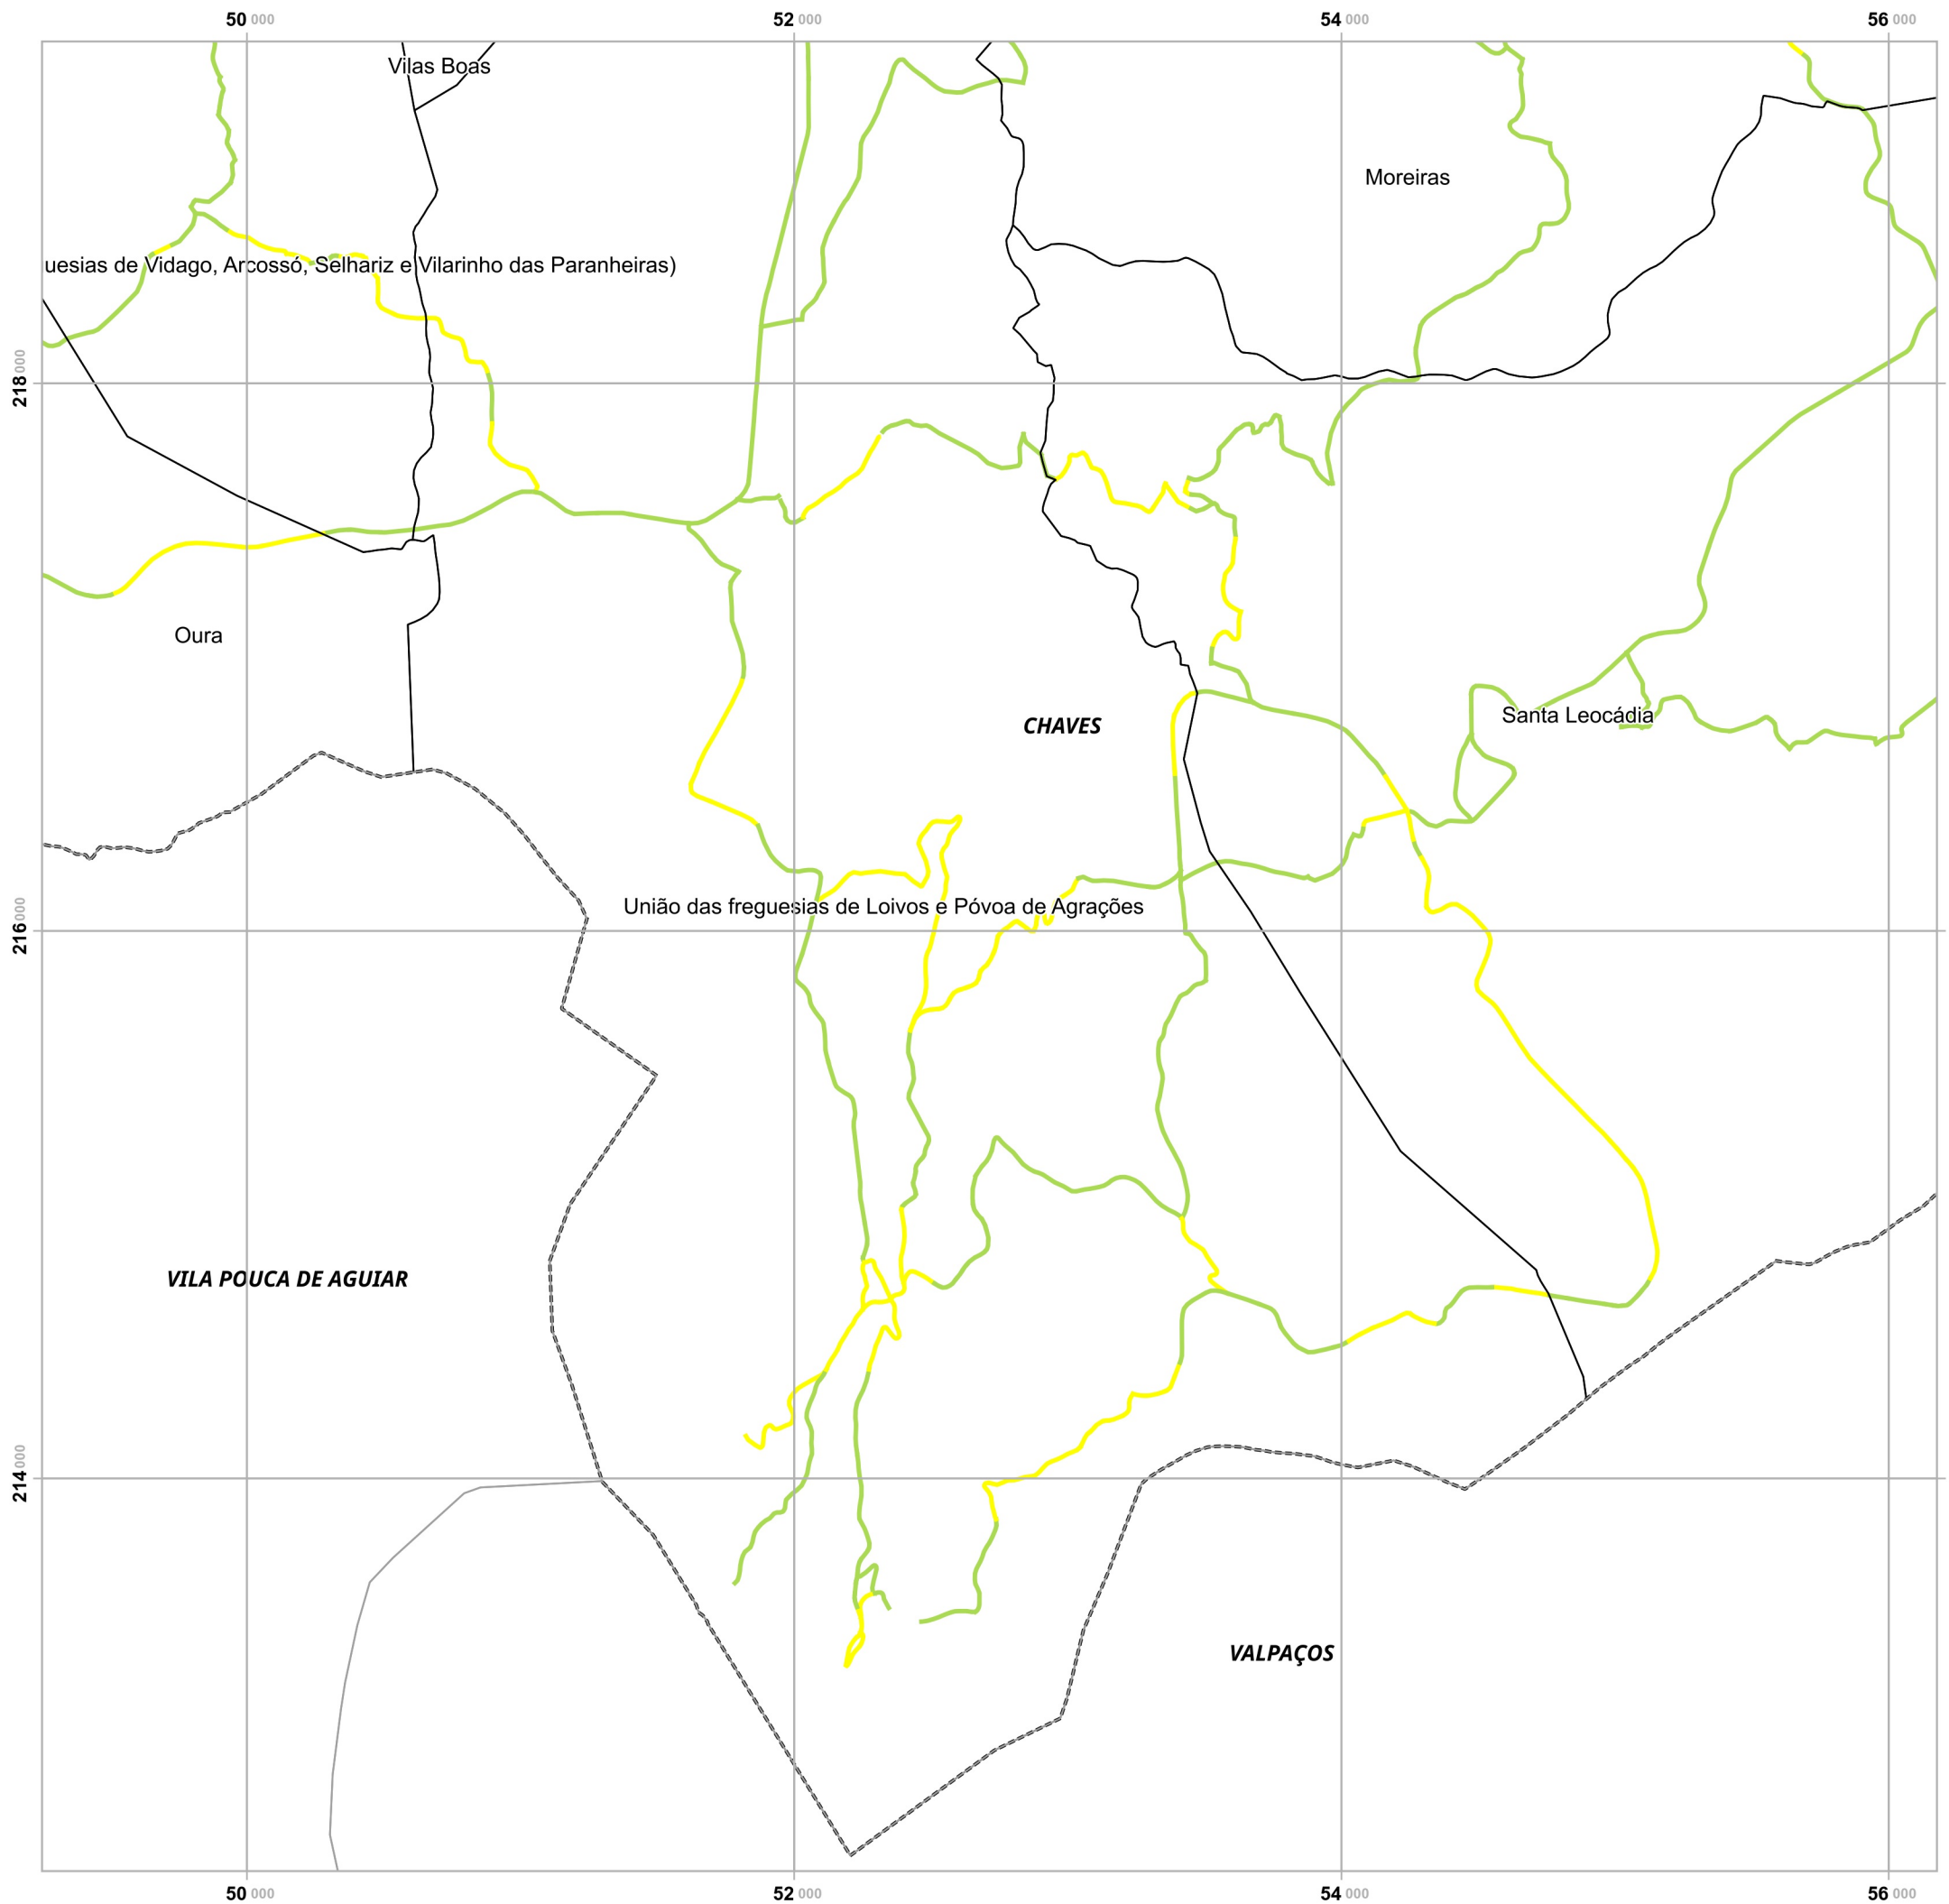 50 000 52 000 54 000 56 000
Vilas Boas
Moreiras
uesias de Vidago, Arcossó, Selhariz e Vilarinho das Paranheiras)
218 000
Oura
Santa Leocádia
CHAVES
União das freguesias de Loivos e Póvoa de Agrações
216 000
VILA POUCA DE AGUIAR
214 000
VALPAÇOS
50 000 52 000 54 000 56 000